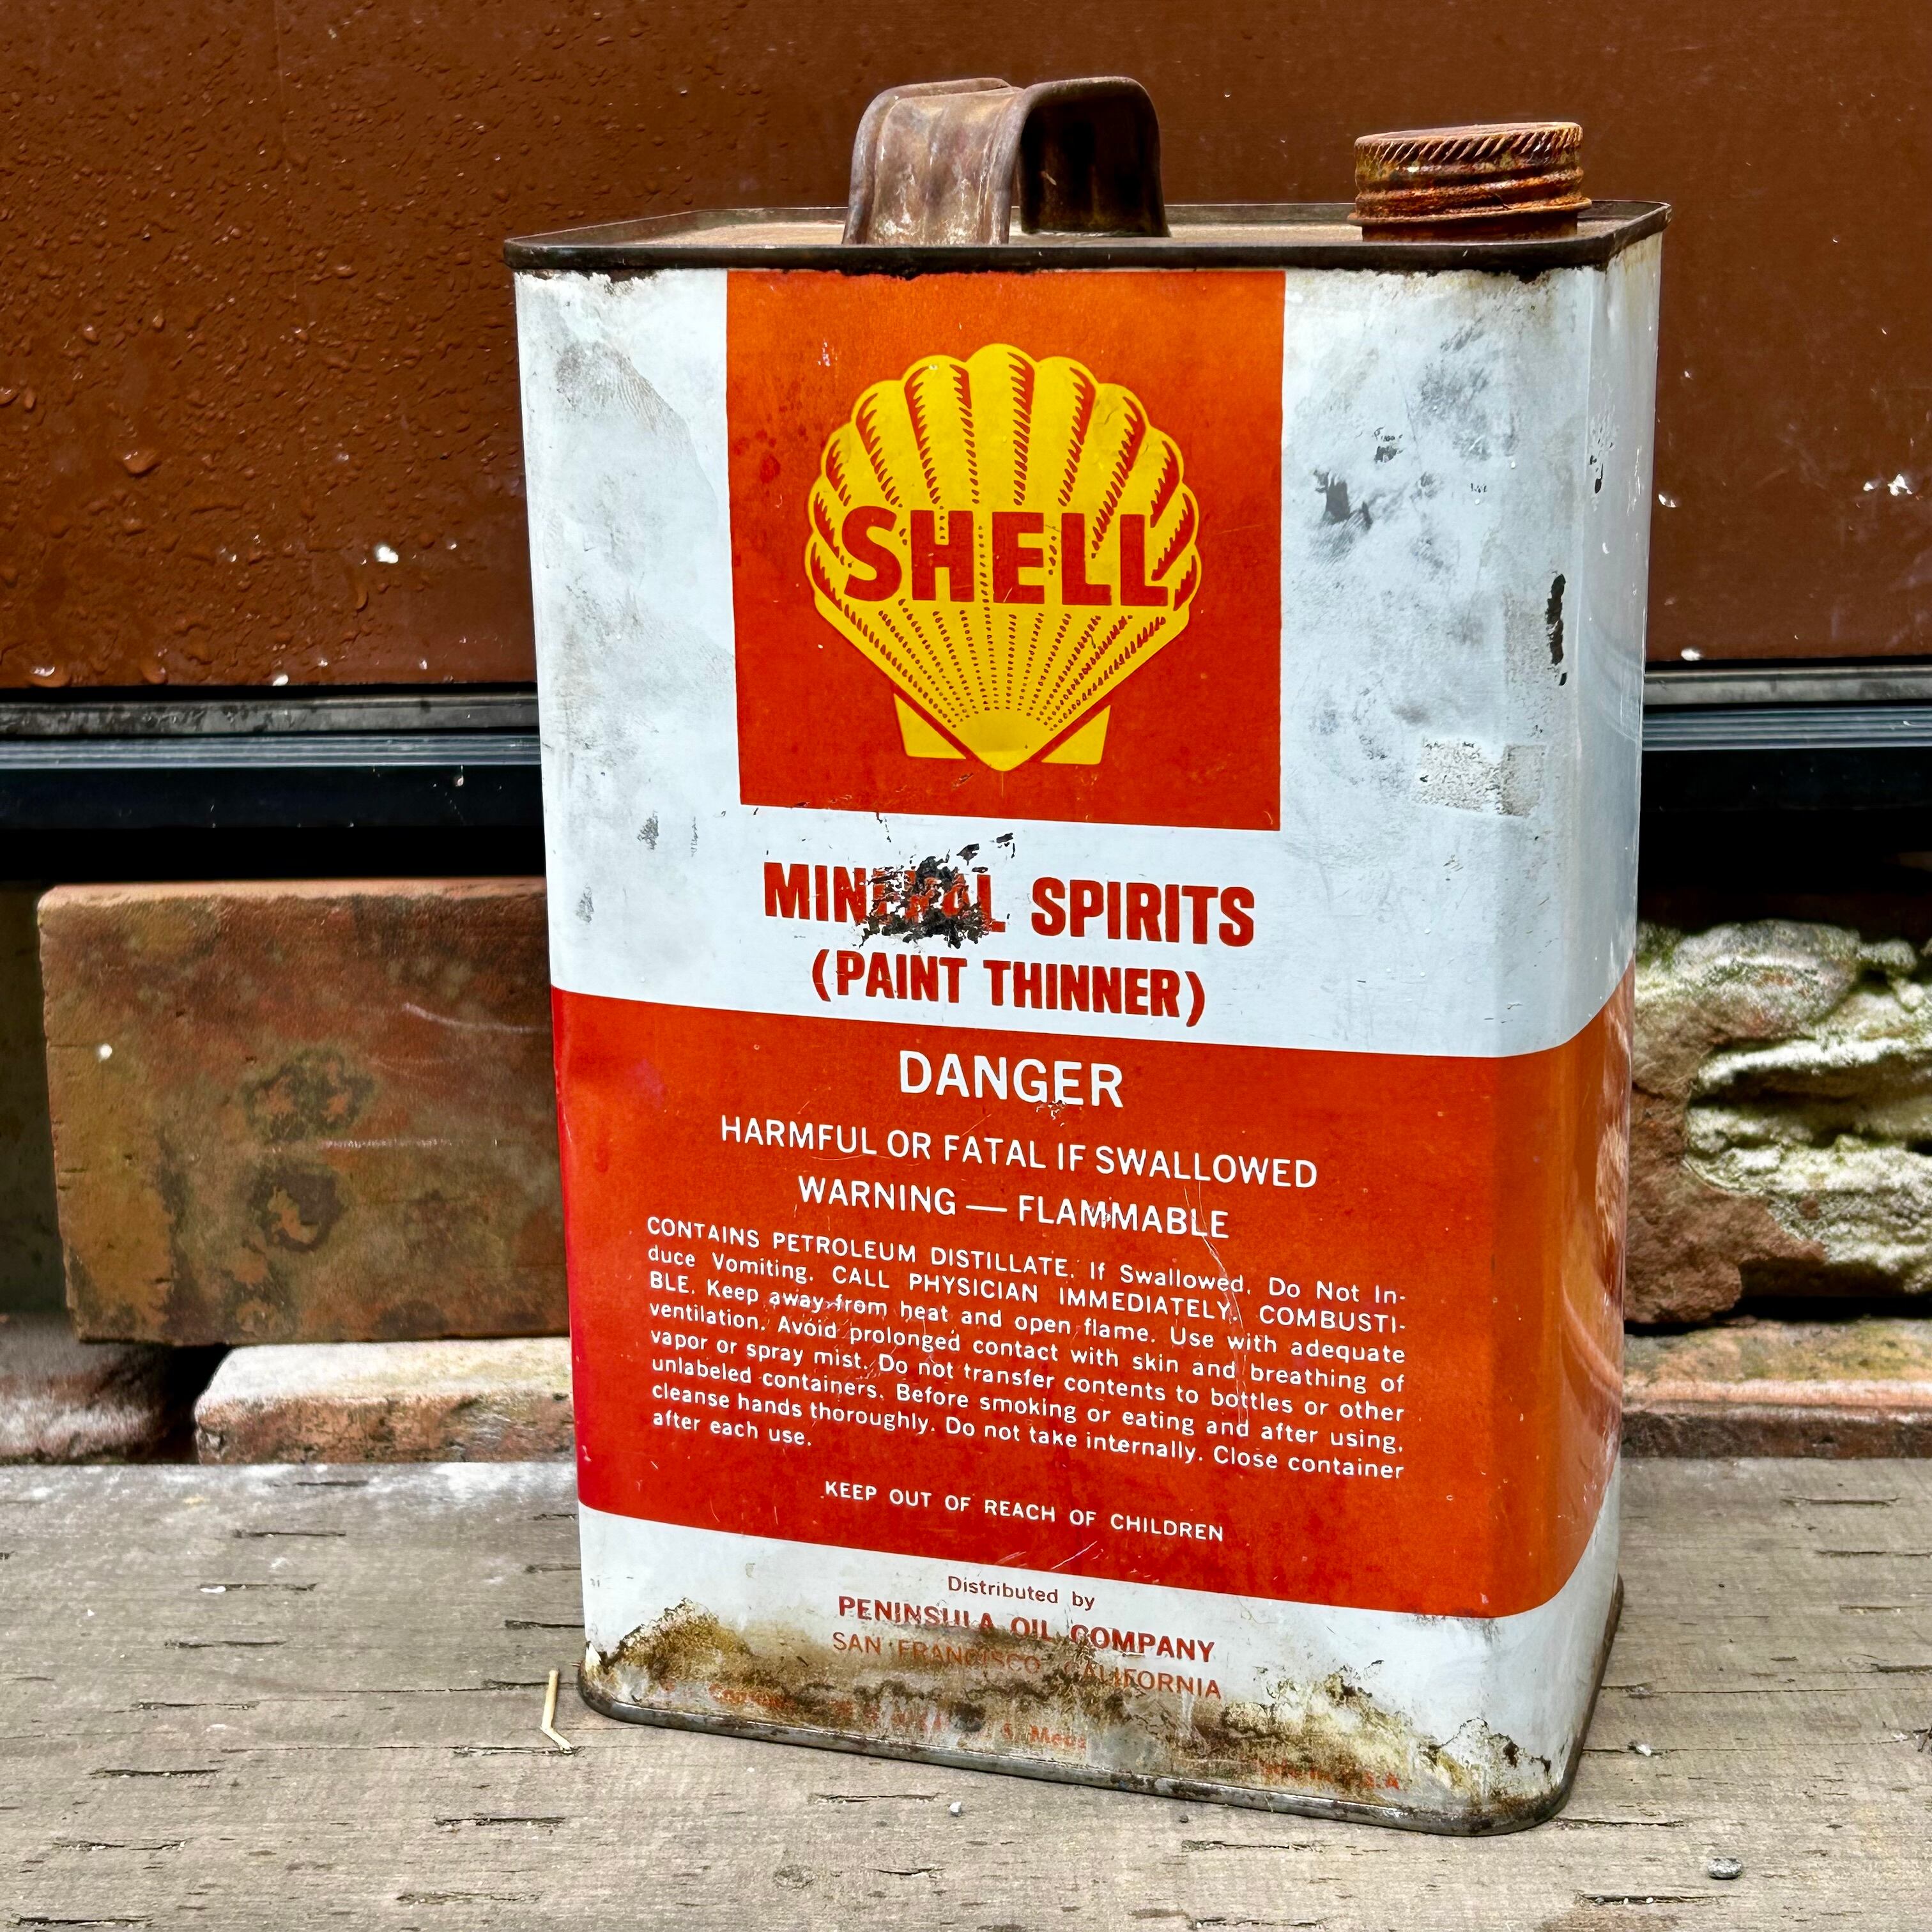 SHELL
MINERAL SPIRITS
(PAINT THINNER)
DANGER
HARMFUL OR FATAL IF SWALLOWED
WARNING — FLAMMABLE
CONTAINS PETROLEUM DISTILLATE. If Swallowed, Do Not In-
duce Vomiting. CALL PHYSICIAN IMMEDIATELY. COMBUSTI-
BLE. Keep away from heat and open flame. Use with adequate
ventilation. Avoid prolonged contact with skin and breathing of
vapor or spray mist. Do not transfer contents to bottles or other
unlabeled containers. Before smoking or eating and after using,
cleanse hands thoroughly. Do not take internally. Close container
after each use.
KEEP OUT OF REACH OF CHILDREN
Distributed by
PENINSULA OIL COMPANY
SAN FRANCISCO, CALIFORNIA